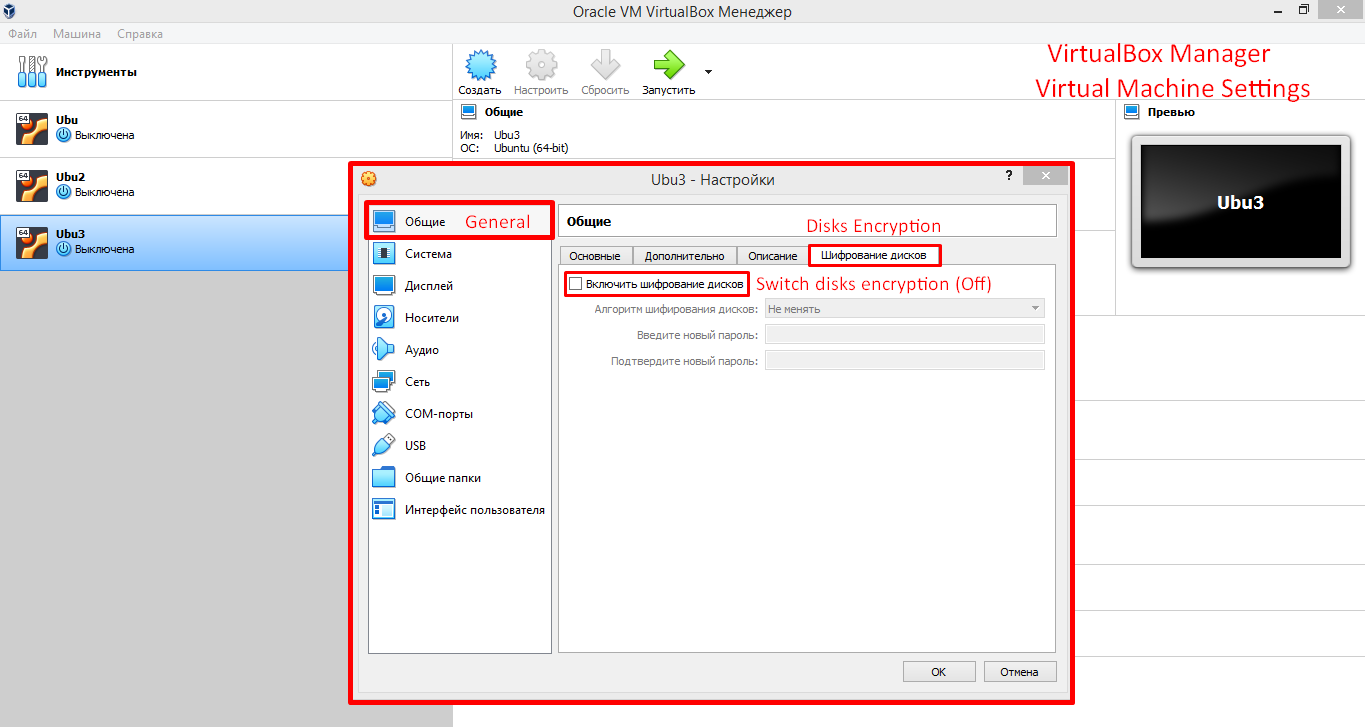 Oracle VM VirtualBox Менеджер
Файл Машина Справка
VirtualBox Manager
Virtual Machine Settings
Инструменты
Создать Настроить Сбросить Запустить
64 Ubu
Выключена
64 Ubu2
Выключена
64 Ubu3
Выключена
Общие
Имя: Ubu3
ОС: Ubuntu (64-bit)
Превью
Ubu3
Ubu3 - Настройки ?
Общие General
Система
Дисплей
Носители
Аудио
Сеть
COM-порты
USB
Общие папки
Интерфейс пользователя
Общие
Disks Encryption
Основные Дополнительно Описание Шифрование дисков
Включить шифрование дисков Switch disks encryption (Off)
Алгоритм шифрования дисков: Не менять
Введите новый пароль:
Подтвердите новый пароль:
OK Отмена